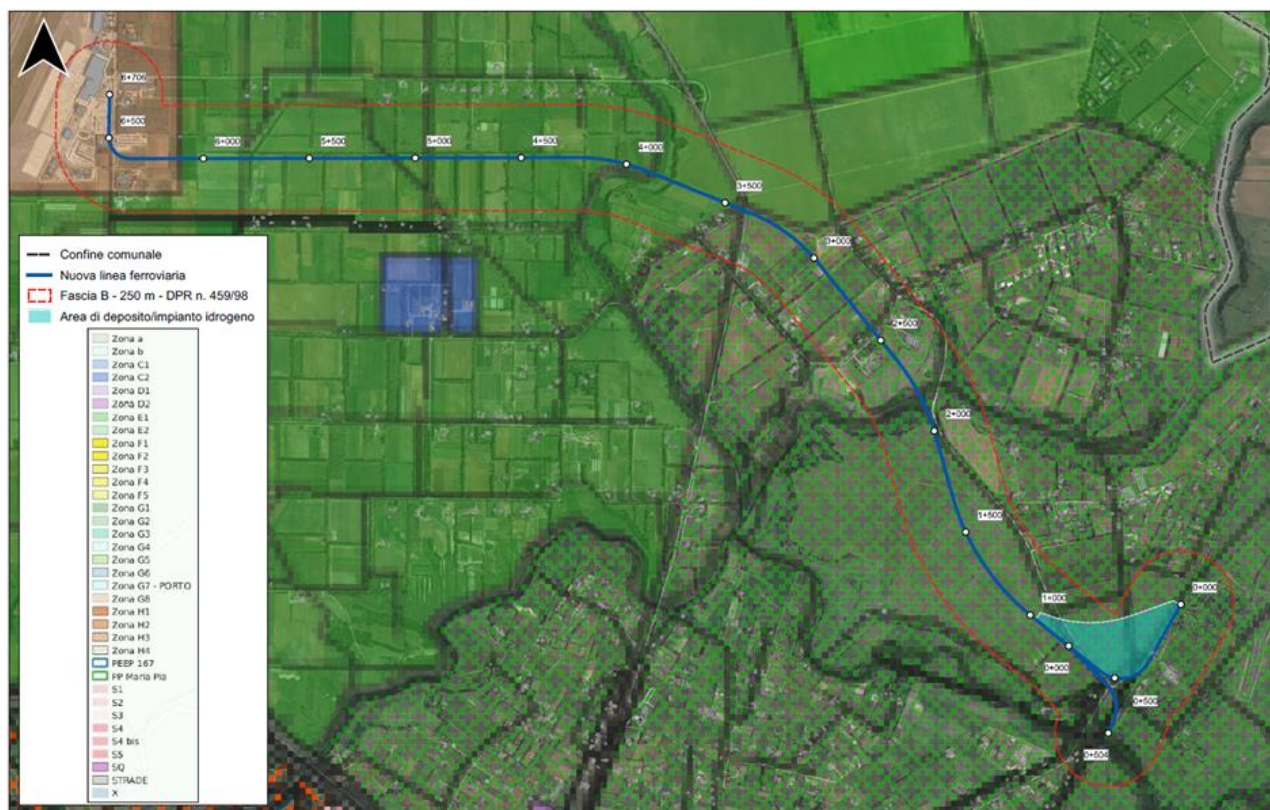 6+706
6+500
6+000
5+500
5+000
4+500
4+000
3+500
3+000
2+500
2+000
1+500
1+000
0+000
0+000
0+500
0+604
Confine comunale
Nuova linea ferroviaria
Fascia B - 250 m - DPR n. 459/98
Area di deposito/impianto idrogeno
Zona a
Zona b
Zona C1
Zona C2
Zona D1
Zona D2
Zona E1
Zona E2
Zona F1
Zona F2
Zona F3
Zona F4
Zona F5
Zona G1
Zona G2
Zona G3
Zona G4
Zona G5
Zona G6
Zona G7 - PORTO
Zona G8
Zona H1
Zona H2
Zona H3
Zona H4
PEEP 167
PP Maria Pia
S1
S2
S3
S4
S4 bis
S5
SQ
STRADE
X